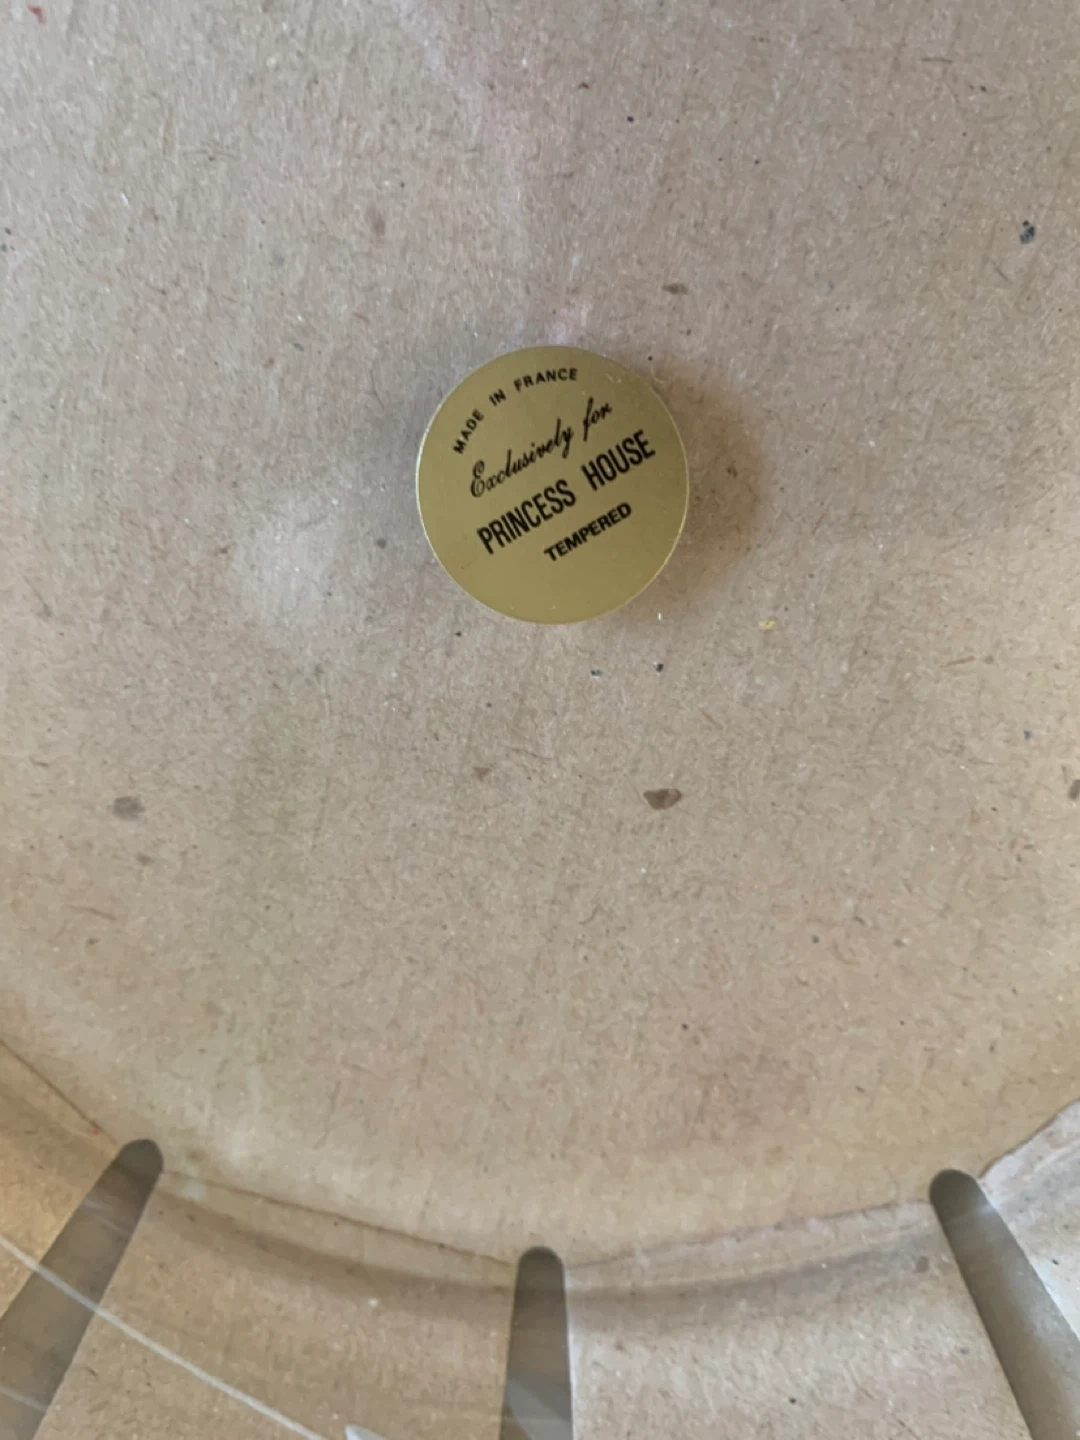 MADE IN FRANCE
Exclusively for
PRINCESS HOUSE
TEMPERED